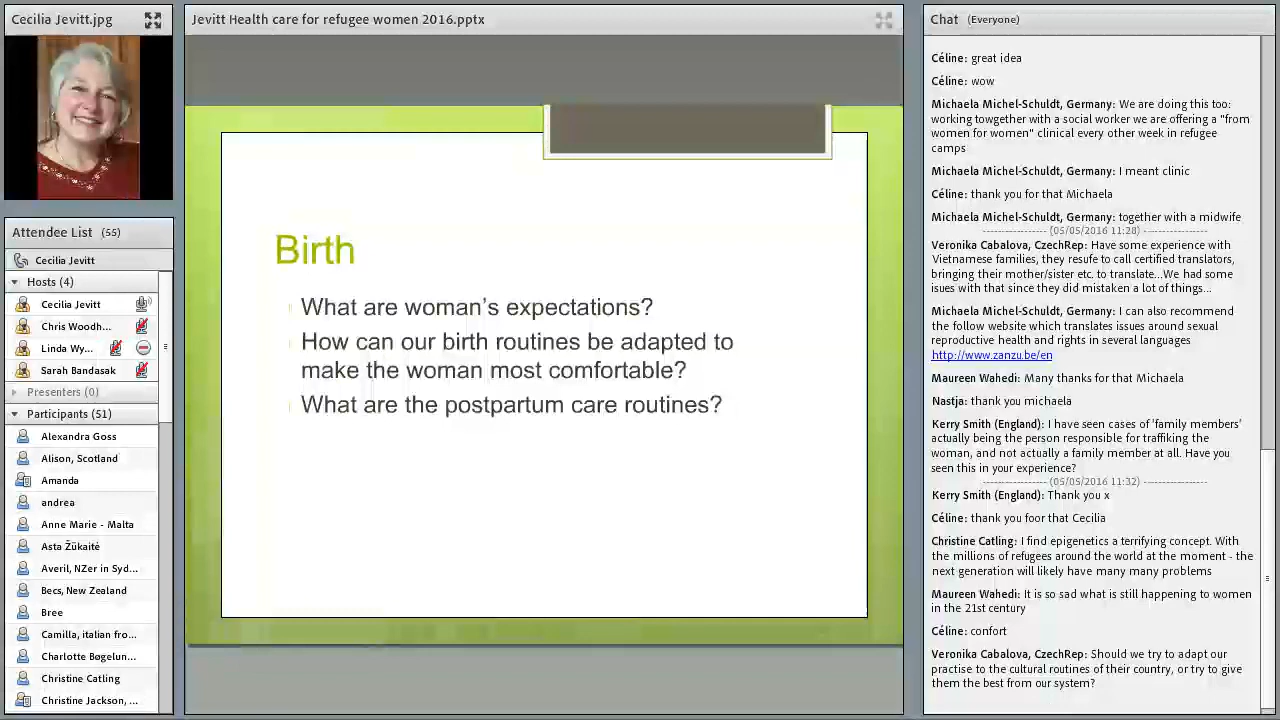 Cecilia Jevitt.jpg
Attendee List (55)
Cecilia Jevitt
Hosts (4)
Cecilia Jevitt
Chris Woodh...
Linda Wy...
Sarah Bandasak
Presenters (0)
Participants (51)
Alexandra Goss
Alison, Scotland
Amanda
andrea
Anne Marie - Malta
Asta Žūkaitė
Averil, NZer in Syd...
Becs, New Zealand
Bree
Camilla, italian fro...
Charlotte Bøgelun...
Christine Catling
Christine Jackson, ...
Jevitt Health care for refugee women 2016.pptx
Birth
What are woman's expectations?
How can our birth routines be adapted to
make the woman most comfortable?
What are the postpartum care routines?
Chat (Everyone)
Céline: great idea
Céline: wow
Michaela Michel-Schuldt, Germany: We are doing this too:
working towgether with a social worker we are offering a "from
women for women" clinical every other week in refugee
camps
Michaela Michel-Schuldt, Germany: I meant clinic
Céline: thank you for that Michaela
Michaela Michel-Schuldt, Germany: together with a midwife
------------------ (05/05/2016 11:28) ------------------
Veronika Cabalova, CzechRep: Have some experience with
Vietnamese families, they resufe to call certified translators,
bringing their mother/sister etc. to translate...We had some
isues with that since they did mistaken a lot of things...
Michaela Michel-Schuldt, Germany: I can also recommend
the follow website which translates issues around sexual
reproductive health and rights in several languages
http://www.zanzu.be/en
Maureen Wahedi: Many thanks for that Michaela
Nastja: thank you michaela
Kerry Smith (England): I have seen cases of 'family members'
actually being the person responsible for traffiking the
woman, and not actually a family member at all. Have you
seen this in your experience?
------------------ (05/05/2016 11:32) ------------------
Kerry Smith (England): Thank you x
Céline: thank you foor that Cecilia
Christine Catling: I find epigenetics a terrifying concept. With
the millions of refugees around the world at the moment - the
next generation will likely have many many problems
Maureen Wahedi: It is so sad what is still happening to women
in the 21st century
Céline: confort
Veronika Cabalova, CzechRep: Should we try to adapt our
practise to the cultural routines of their country, or try to give
them the best from our system?